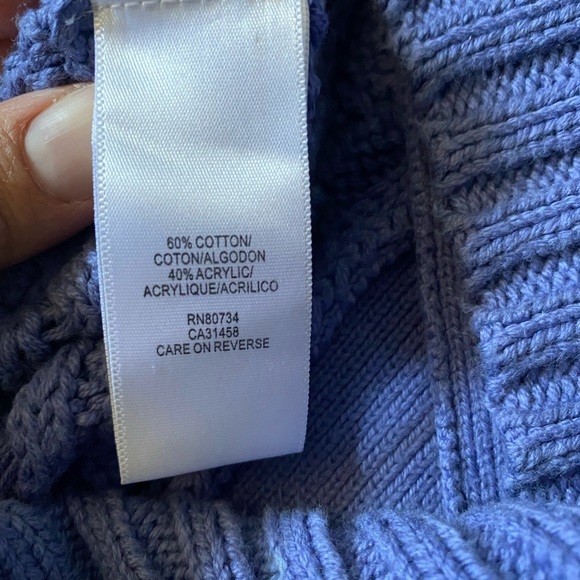 60% COTTON/
COTON/ALGODON
40% ACRYLIC/
ACRYLIQUE/ACRILICO
RN80734
CA31458
CARE ON REVERSE